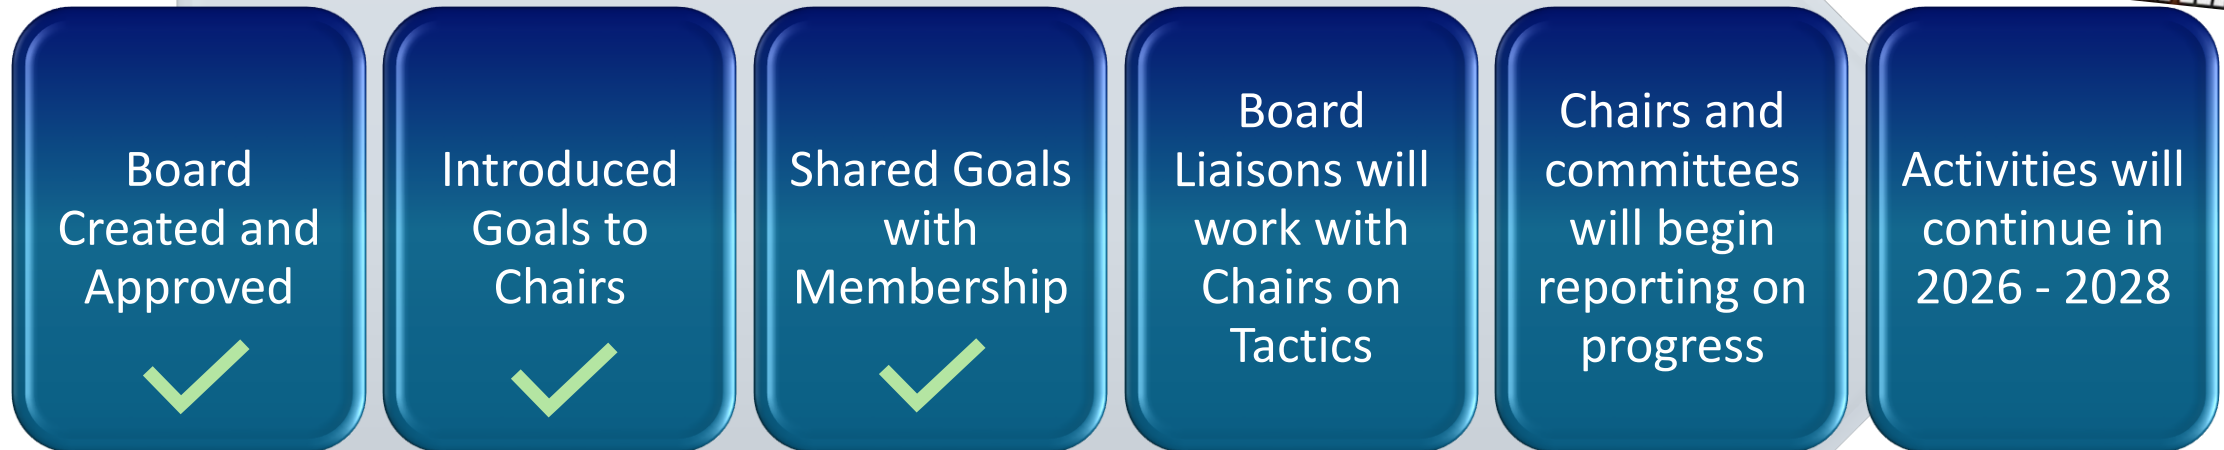 Board
Created and
Approved
Introduced
Goals to
Chairs
Shared Goals
with
Membership
Board
Liaisons will
work with
Chairs on
Tactics
Chairs and
committees
will begin
reporting on
progress
Activities will
continue in
2026 - 2028